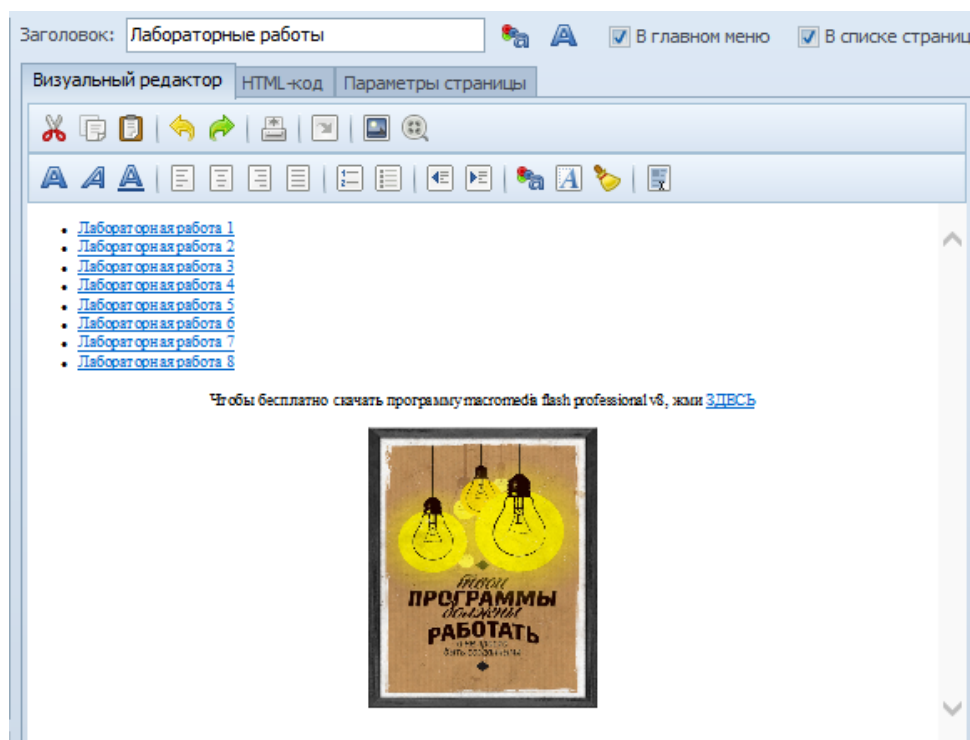 Заголовок: Лабораторные работы В главном меню В списке страниц
Визуальный редактор HTML-код Параметры страницы
Лабораторная работа 1
Лабораторная работа 2
Лабораторная работа 3
Лабораторная работа 4
Лабораторная работа 5
Лабораторная работа 6
Лабораторная работа 7
Лабораторная работа 8
Чтобы бесплатно скачать программу macromedia flash professional v8, жми ЗДЕСЬ
твои
ПРОГРАММЫ
должны
РАБОТАТЬ